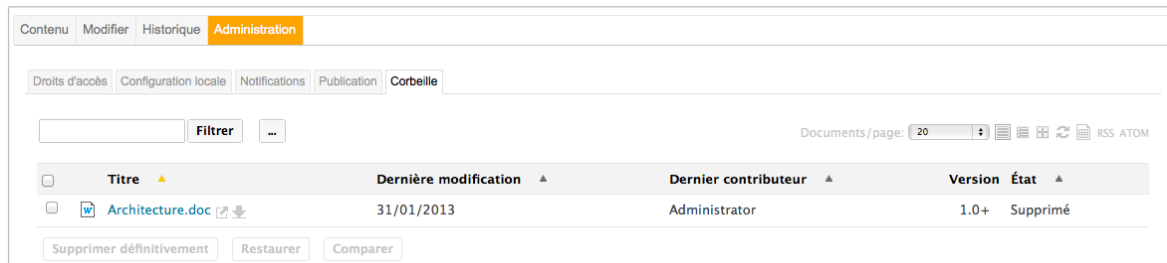 Contenu Modifier Historique Administration
Droits d'accès Configuration locale Notifications Publication Corbeille
Filtrer ... Documents/page: 20 RSS ATOM
Titre Dernière modification Dernier contributeur Version État
W Architecture.doc 31/01/2013 Administrator 1.0+ Supprimé
Supprimer définitivement Restaurer Comparer